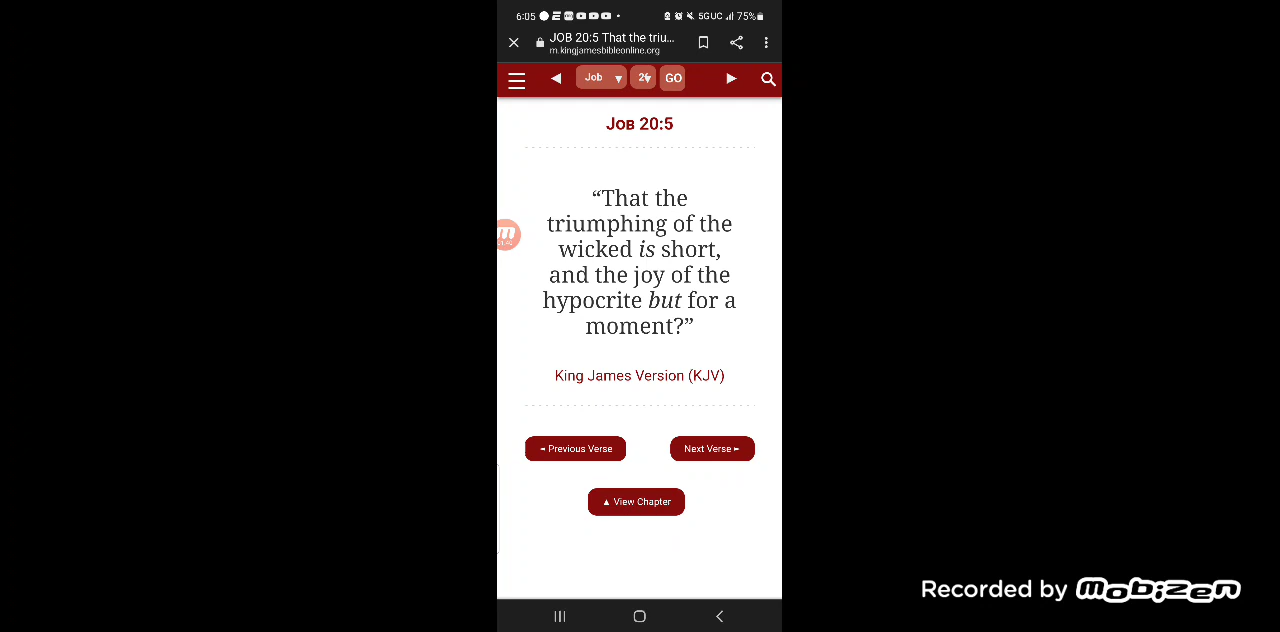 6:05 5GUC 75%
JOB 20:5 That the triu...
m.kingjamesbibleonline.org
Job GO
JOB 20:5
“That the
triumphing of the
wicked is short,
and the joy of the
hypocrite but for a
moment?”
King James Version (KJV)
◄ Previous Verse Next Verse ►
▲ View Chapter
Recorded by mobizen